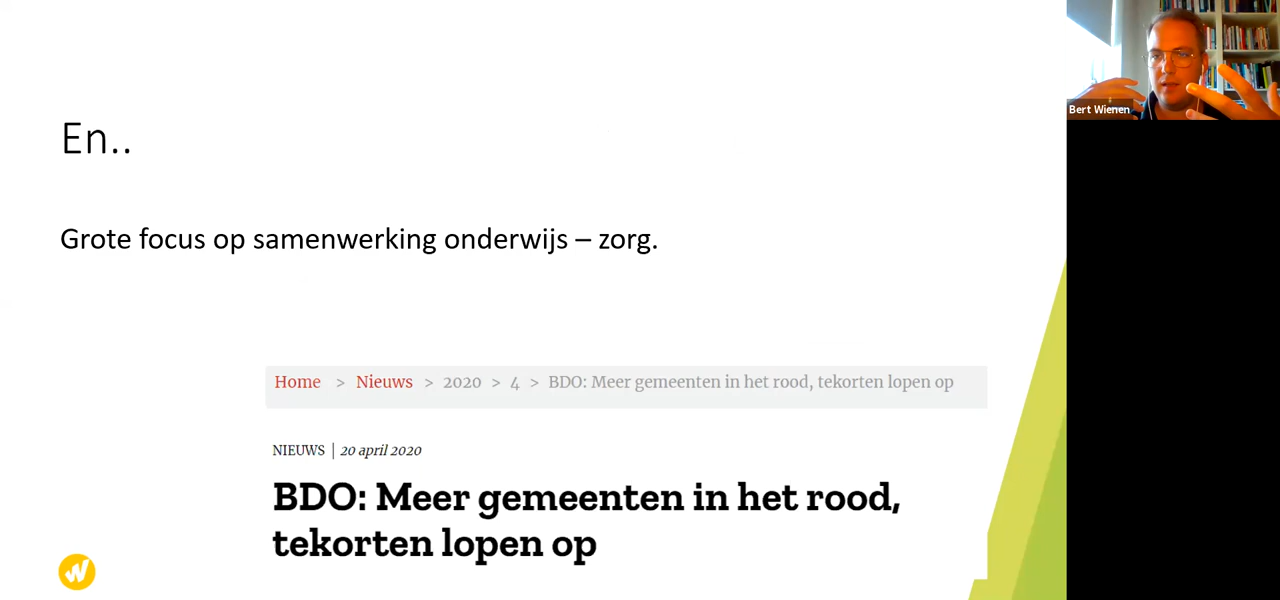 En..
Grote focus op samenwerking onderwijs – zorg.
Home > Nieuws > 2020 > 4 > BDO: Meer gemeenten in het rood, tekorten lopen op
NIEUWS | 20 april 2020
BDO: Meer gemeenten in het rood,
tekorten lopen op
W
Bert Wienen